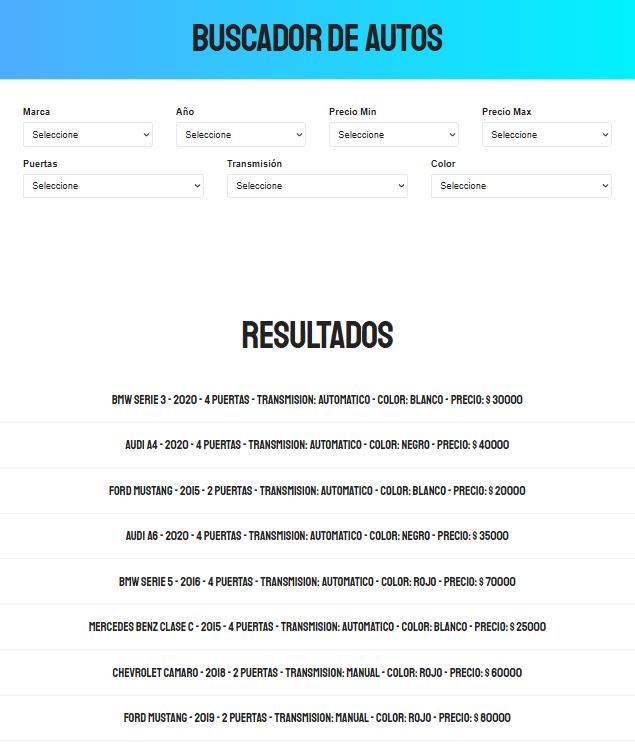 BUSCADOR DE AUTOS
Marca Año Precio Min Precio Max
Seleccione Seleccione Seleccione Seleccione
Puertas Transmisión Color
Seleccione Seleccione Seleccione
RESULTADOS
BMW SERIE 3 - 2020 - 4 PUERTAS - TRANSMISION: AUTOMATICO - COLOR: BLANCO - PRECIO: $ 30000
AUDI A4 - 2020 - 4 PUERTAS - TRANSMISION: AUTOMATICO - COLOR: NEGRO - PRECIO: $ 40000
FORD MUSTANG - 2015 - 2 PUERTAS - TRANSMISION: AUTOMATICO - COLOR: BLANCO - PRECIO: $ 20000
AUDI A6 - 2020 - 4 PUERTAS - TRANSMISION: AUTOMATICO - COLOR: NEGRO - PRECIO: $ 35000
BMW SERIE 5 - 2016 - 4 PUERTAS - TRANSMISION: AUTOMATICO - COLOR: ROJO - PRECIO: $ 70000
MERCEDES BENZ CLASE C - 2015 - 4 PUERTAS - TRANSMISION: AUTOMATICO - COLOR: BLANCO - PRECIO: $ 25000
CHEVROLET CAMARO - 2018 - 2 PUERTAS - TRANSMISION: MANUAL - COLOR: ROJO - PRECIO: $ 60000
FORD MUSTANG - 2019 - 2 PUERTAS - TRANSMISION: MANUAL - COLOR: ROJO - PRECIO: $ 80000